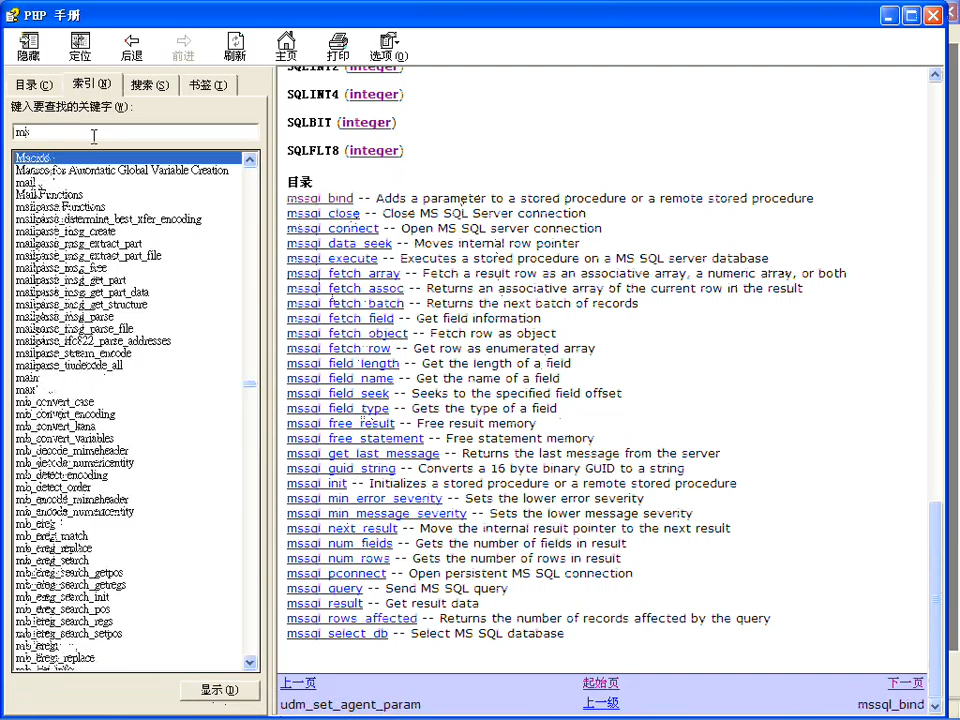 PHP 手册
隐藏 定位 后退 前进 刷新 主页 打印 选项(O)
目录(C) 索引(N) 搜索(S) 书签(I)
键入要查找的关键字(W):
Macros for Automatic Global Variable Creation
mail
Mail Functions
mailparse Functions
mailparse_determine_best_xfer_encoding
mailparse_msg_create
mailparse_msg_extract_part
mailparse_msg_extract_part_file
mailparse_msg_free
mailparse_msg_get_part
mailparse_msg_get_part_data
mailparse_msg_get_structure
mailparse_msg_parse
mailparse_msg_parse_file
mailparse_rfc822_parse_addresses
mailparse_stream_encode
mailparse_uudecode_all
main
max
mb_convert_case
mb_convert_encoding
mb_convert_kana
mb_convert_variables
mb_decode_mimeheader
mb_decode_numericentity
mb_detect_encoding
mb_detect_order
mb_encode_mimeheader
mb_encode_numericentity
mb_ereg
mb_ereg_match
mb_ereg_replace
mb_ereg_search
mb_ereg_search_getpos
mb_ereg_search_getregs
mb_ereg_search_init
mb_ereg_search_pos
mb_ereg_search_regs
mb_ereg_search_setpos
mb_eregi
mb_eregi_replace
显示(D)
SQLINT2 (integer)
SQLINT4 (integer)
SQLBIT (integer)
SQLFLT8 (integer)
目录
mssql_bind -- Adds a parameter to a stored procedure or a remote stored procedure
mssql_close -- Close MS SQL Server connection
mssql_connect -- Open MS SQL server connection
mssql_data_seek -- Moves internal row pointer
mssql_execute -- Executes a stored procedure on a MS SQL server database
mssql_fetch_array -- Fetch a result row as an associative array, a numeric array, or both
mssql_fetch_assoc -- Returns an associative array of the current row in the result
mssql_fetch_batch -- Returns the next batch of records
mssql_fetch_field -- Get field information
mssql_fetch_object -- Fetch row as object
mssql_fetch_row -- Get row as enumerated array
mssql_field_length -- Get the length of a field
mssql_field_name -- Get the name of a field
mssql_field_seek -- Seeks to the specified field offset
mssql_field_type -- Gets the type of a field
mssql_free_result -- Free result memory
mssql_free_statement -- Free statement memory
mssql_get_last_message -- Returns the last message from the server
mssql_guid_string -- Converts a 16 byte binary GUID to a string
mssql_init -- Initializes a stored procedure or a remote stored procedure
mssql_min_error_severity -- Sets the lower error severity
mssql_min_message_severity -- Sets the lower message severity
mssql_next_result -- Move the internal result pointer to the next result
mssql_num_fields -- Gets the number of fields in result
mssql_num_rows -- Gets the number of rows in result
mssql_pconnect -- Open persistent MS SQL connection
mssql_query -- Send MS SQL query
mssql_result -- Get result data
mssql_rows_affected -- Returns the number of records affected by the query
mssql_select_db -- Select MS SQL database
上一页 起始页 下一页
udm_set_agent_param 上一级 mssql_bind